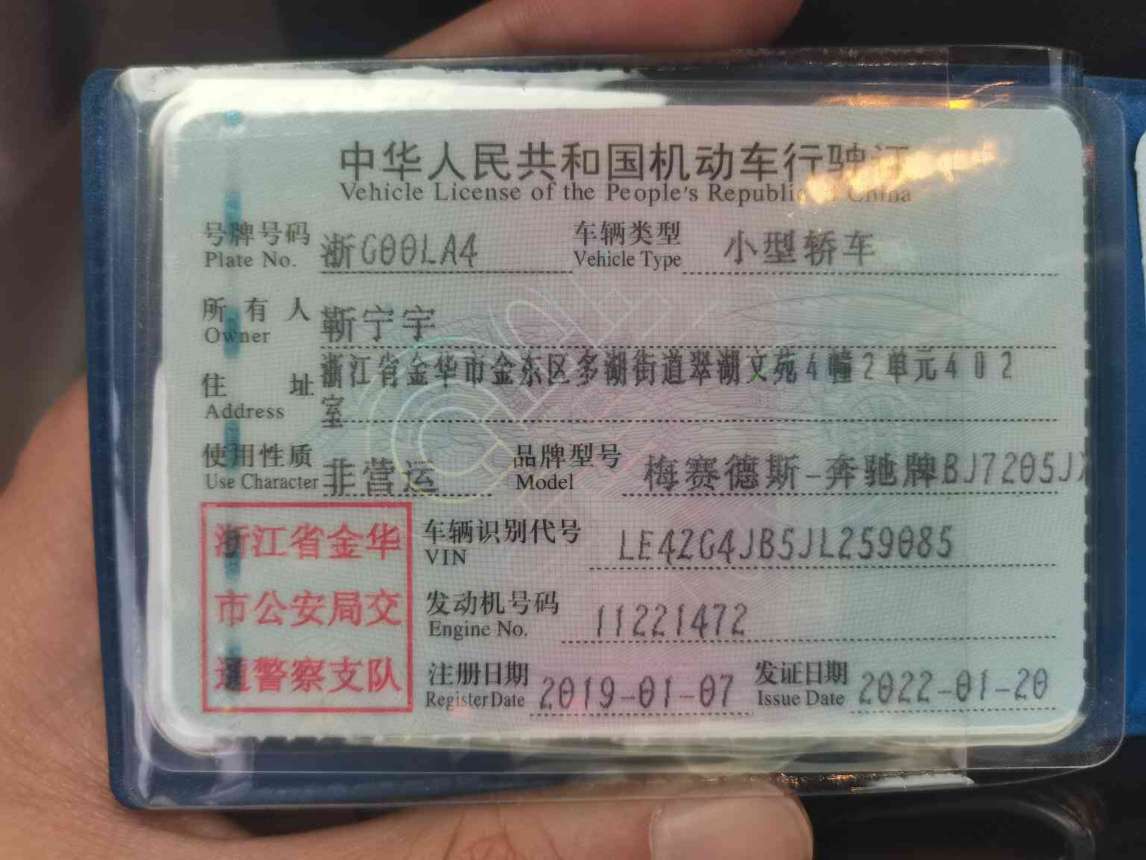 中华人民共和国机动车行驶证
Vehicle License of the People's Republic of China
号牌号码 浙G00LA4 车辆类型 小型轿车
Plate No. Vehicle Type
所有人 靳宁宇
Owner
住址 浙江省金华市金东区多湖街道翠湖文苑4幢2单元402
Address 室
使用性质 非营运 品牌型号 梅赛德斯-奔驰牌BJ7205J
Use Character Model
浙江省金华
市公安局交
通警察支队
车辆识别代号 LE4ZG4JB5JL259085
VIN
发动机号码 11221472
Engine No.
注册日期 2019-01-07 发证日期 2022-01-20
Register Date Issue Date